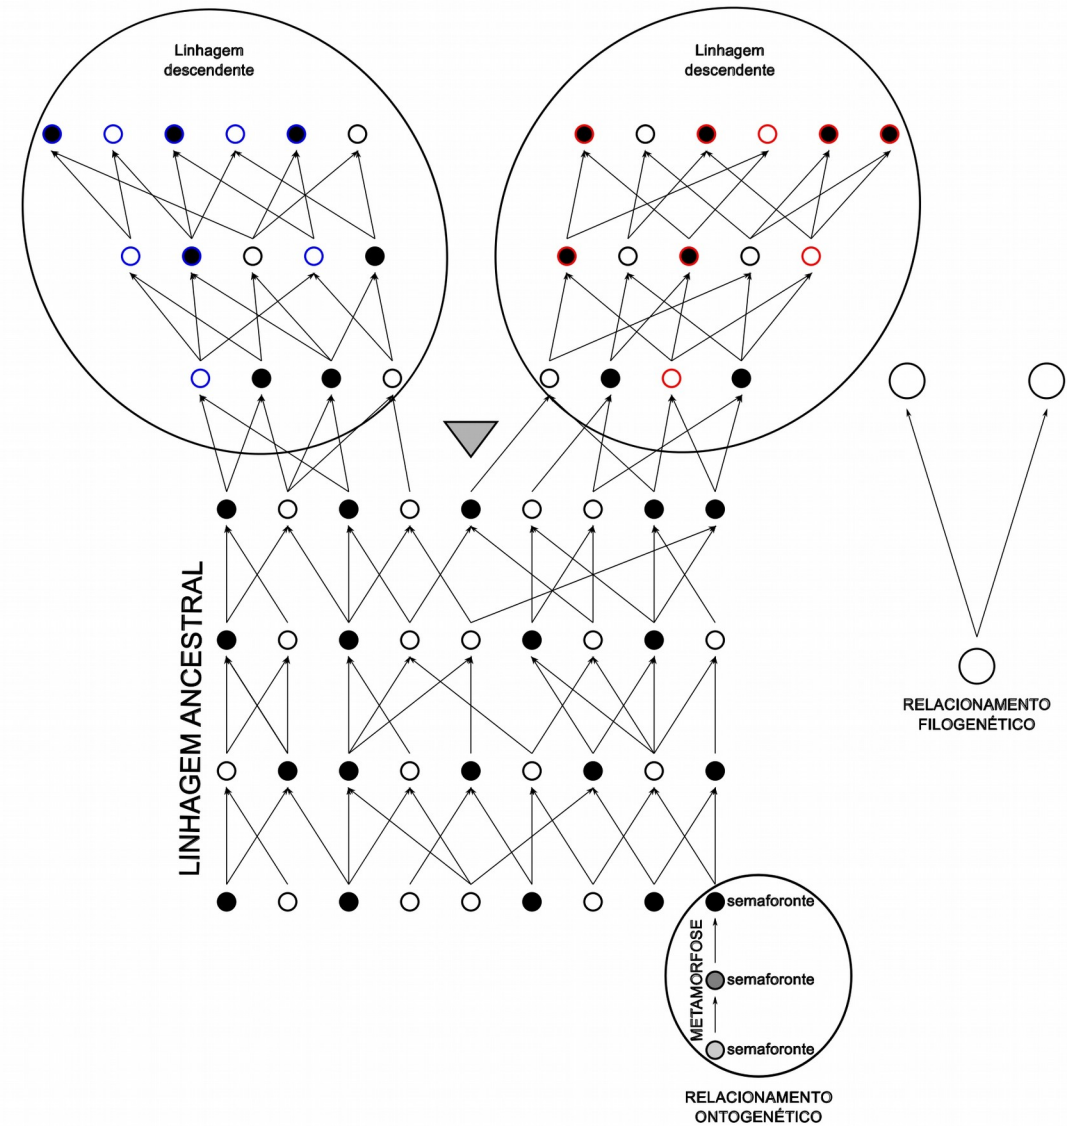 Linhagem
descendente
Linhagem
descendente
LINHAGEM ANCESTRAL
RELACIONAMENTO
FILOGENÉTICO
semaforonte
METAMORFOSE
semaforonte
semaforonte
RELACIONAMENTO
ONTOGENÉTICO